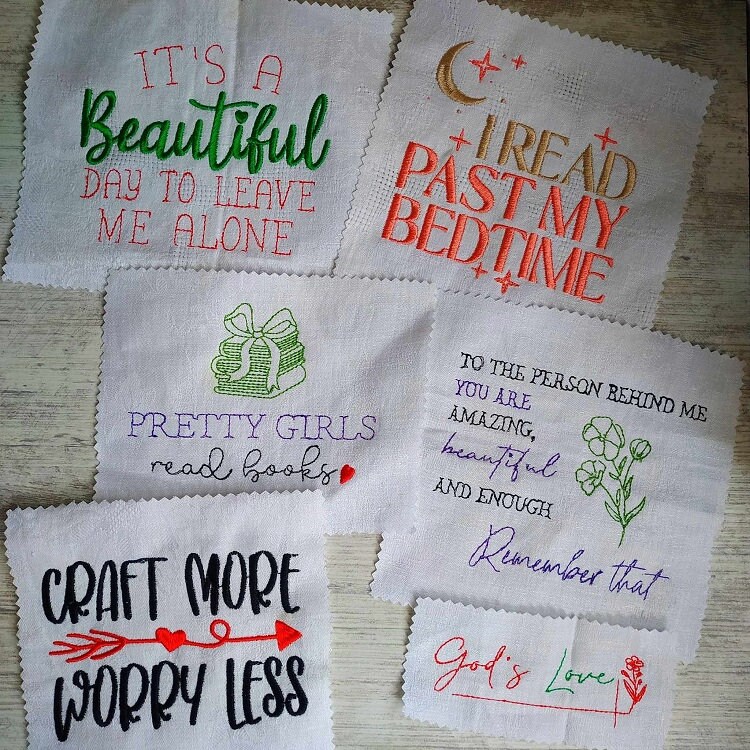 IT'S A
Beautiful
DAY TO LEAVE
ME ALONE
I READ
PAST MY
BEDTIME
PRETTY GIRLS
read books
TO THE PERSON BEHIND ME
YOU ARE
AMAZING,
beautiful
AND ENOUGH
Remember that
CRAFT MORE
WORRY LESS
God's Love